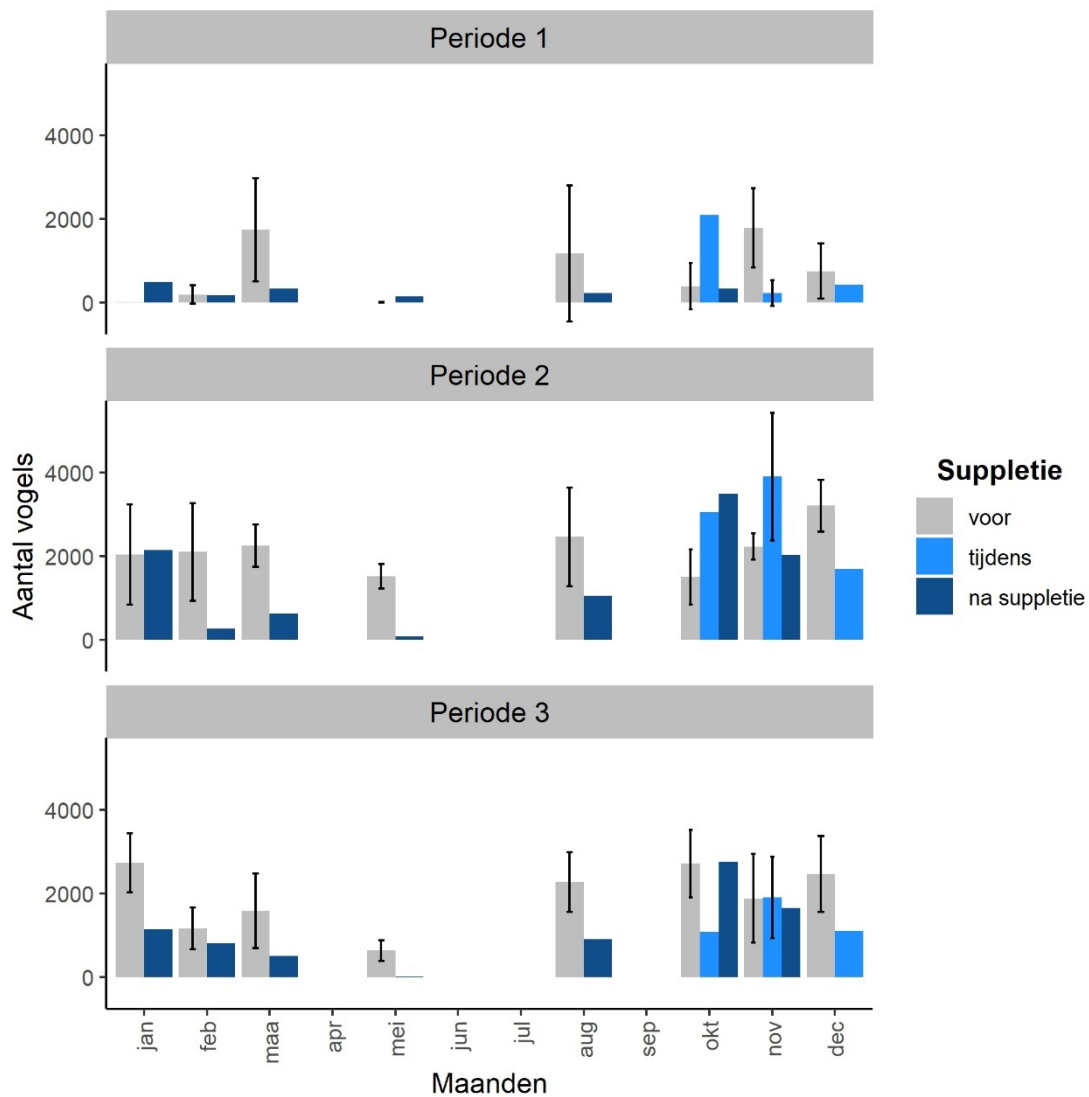 Periode 1
4000
2000
0
Periode 2
4000
2000
0
Periode 3
4000
2000
0
Aantal vogels
jan
feb
maa
apr
mei
jun
jul
aug
sep
okt
nov
dec
Maanden
Suppletie
voor
tijdens
na suppletie